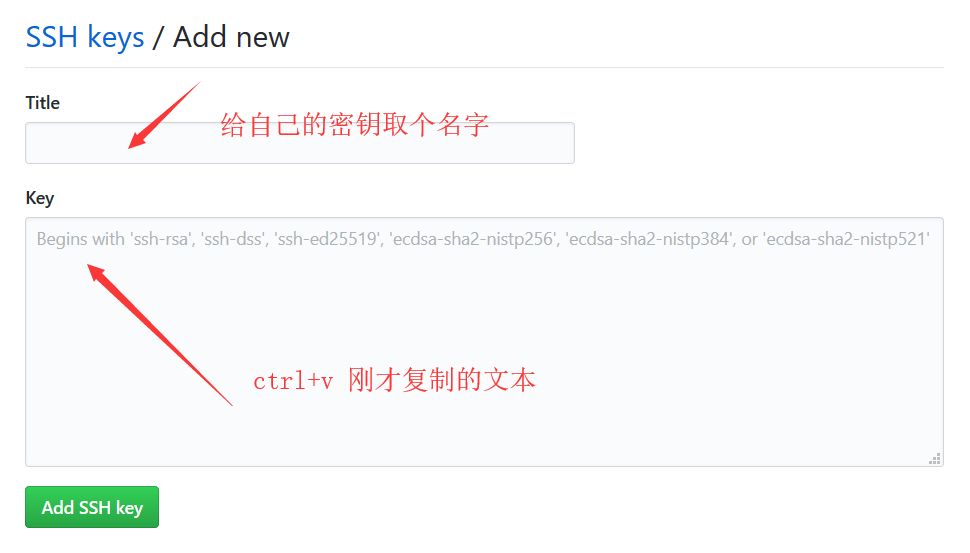 SSH keys / Add new
Title
给自己的密钥取个名字
Key
Begins with 'ssh-rsa', 'ssh-dss', 'ssh-ed25519', 'ecdsa-sha2-nistp256', 'ecdsa-sha2-nistp384', or 'ecdsa-sha2-nistp521'
ctrl+v 刚才复制的文本
Add SSH key